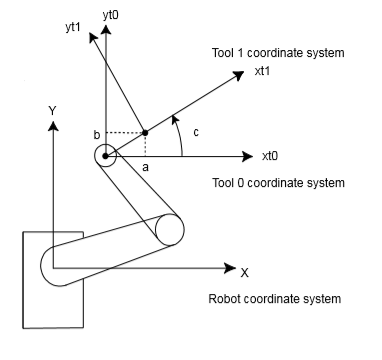 yt0
yt1
Tool 1 coordinate system
xt1
Y
b
c
a
xt0
Tool 0 coordinate system
X
Robot coordinate system